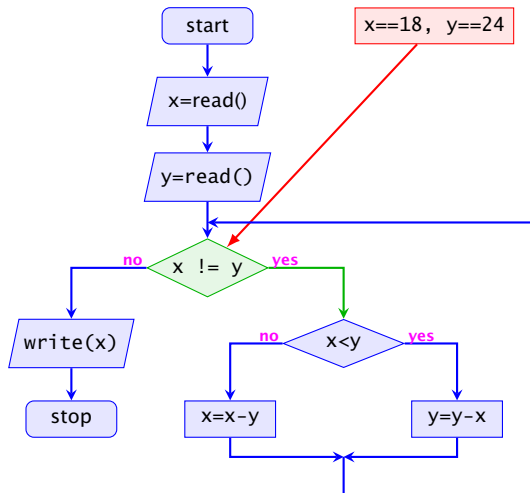 start
x==18, y==24
x=read()
y=read()
no
x != y
yes
write(x)
no
x<y
yes
stop
x=x-y
y=y-x